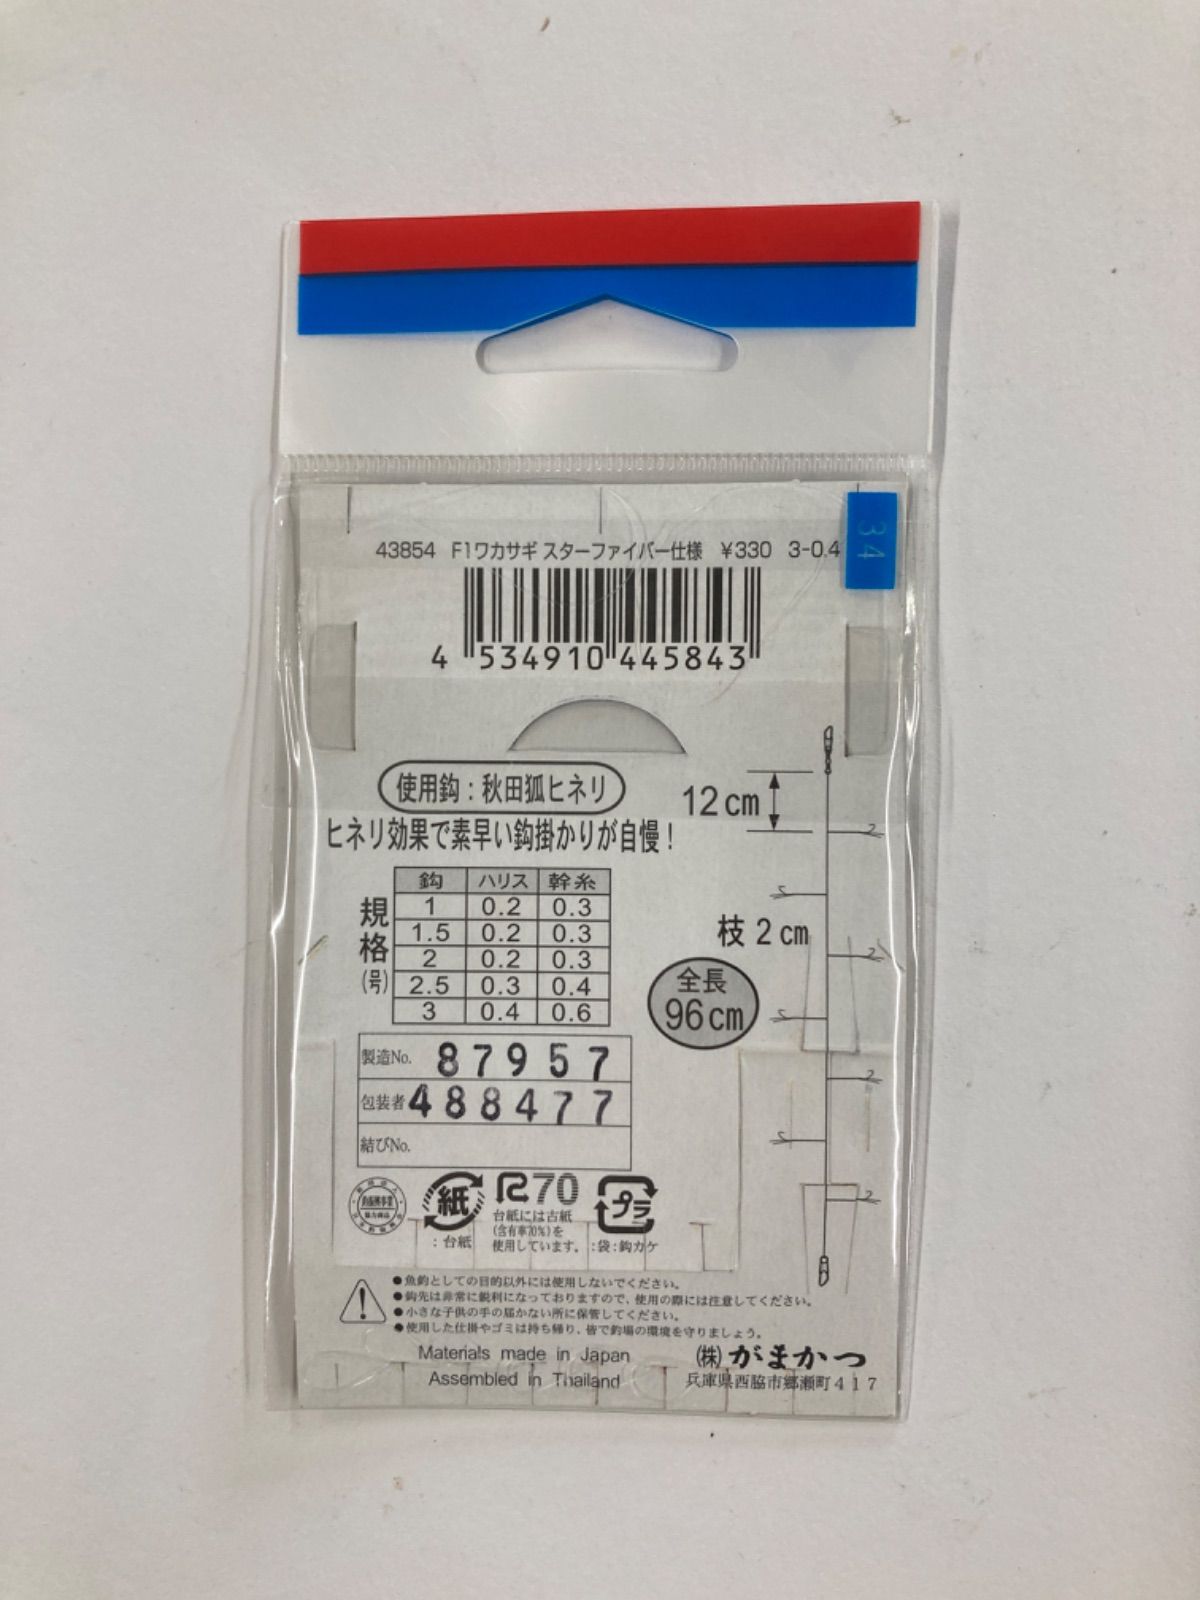 34
43854 F1ワカサギ スターファイバー仕様 ¥330 3-0.4
4 534910 445843
使用鈎：秋田狐ヒネリ
ヒネリ効果で素早い鈎掛かりが自慢！
12cm
枝 2cm
全長
96cm
規格(号)
鈎 ハリス 幹糸
1 0.2 0.3
1.5 0.2 0.3
2 0.2 0.3
2.5 0.3 0.4
3 0.4 0.6
製造No. 87957
包装者 488477
結びNo.
紙
：台紙
R70
台紙には古紙
(含有率70%)を
使用しています。
プラ
：袋：鈎カケ
●魚釣としての目的以外には使用しないでください。
●鈎先は非常に鋭利になっておりますので、使用の際には注意してください。
●小さな子供の手の届かない所に保管してください。
●使用した仕掛やゴミは持ち帰り、皆で釣場の環境を守りましょう。
Materials made in Japan
Assembled in Thailand
(株)がまかつ
兵庫県西脇市郷瀬町417